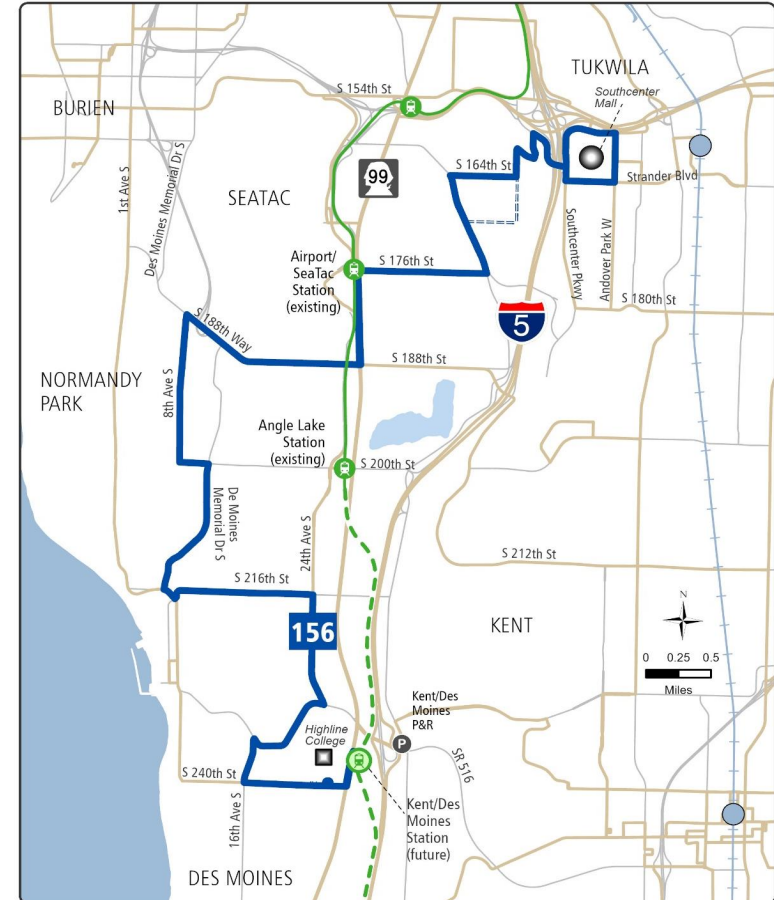 TUKWILA
Southcenter
Mall
S 154th St
BURIEN
1st Ave S
Des Moines Memorial Dr S
SEATAC
99
S 164th St
Strander Blvd
Southcenter Pkwy
Andover Park W
Airport/
SeaTac
Station
(existing)
S 176th St
S 180th St
5
S 188th Way
S 188th St
NORMANDY
PARK
8th Ave S
Angle Lake
Station
(existing)
S 200th St
De Moines
Memorial Dr S
24th Ave S
S 212th St
S 216th St
156
KENT
N
0 0.25 0.5
Miles
Kent/Des
Moines
P&R
P
Highline
College
SR 516
S 240th St
16th Ave S
Kent/Des
Moines
Station
(future)
DES MOINES